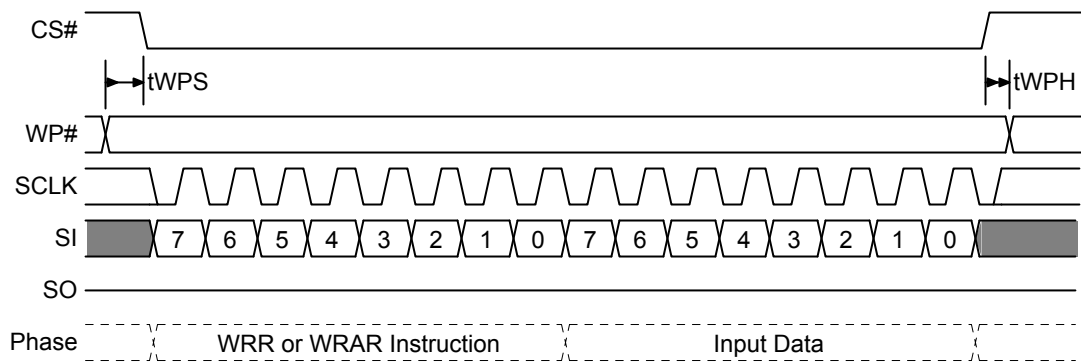 CS#
tWPS tWPH
WP#
SCLK
SI 7 6 5 4 3 2 1 0 7 6 5 4 3 2 1 0
SO
Phase WRR or WRAR Instruction Input Data